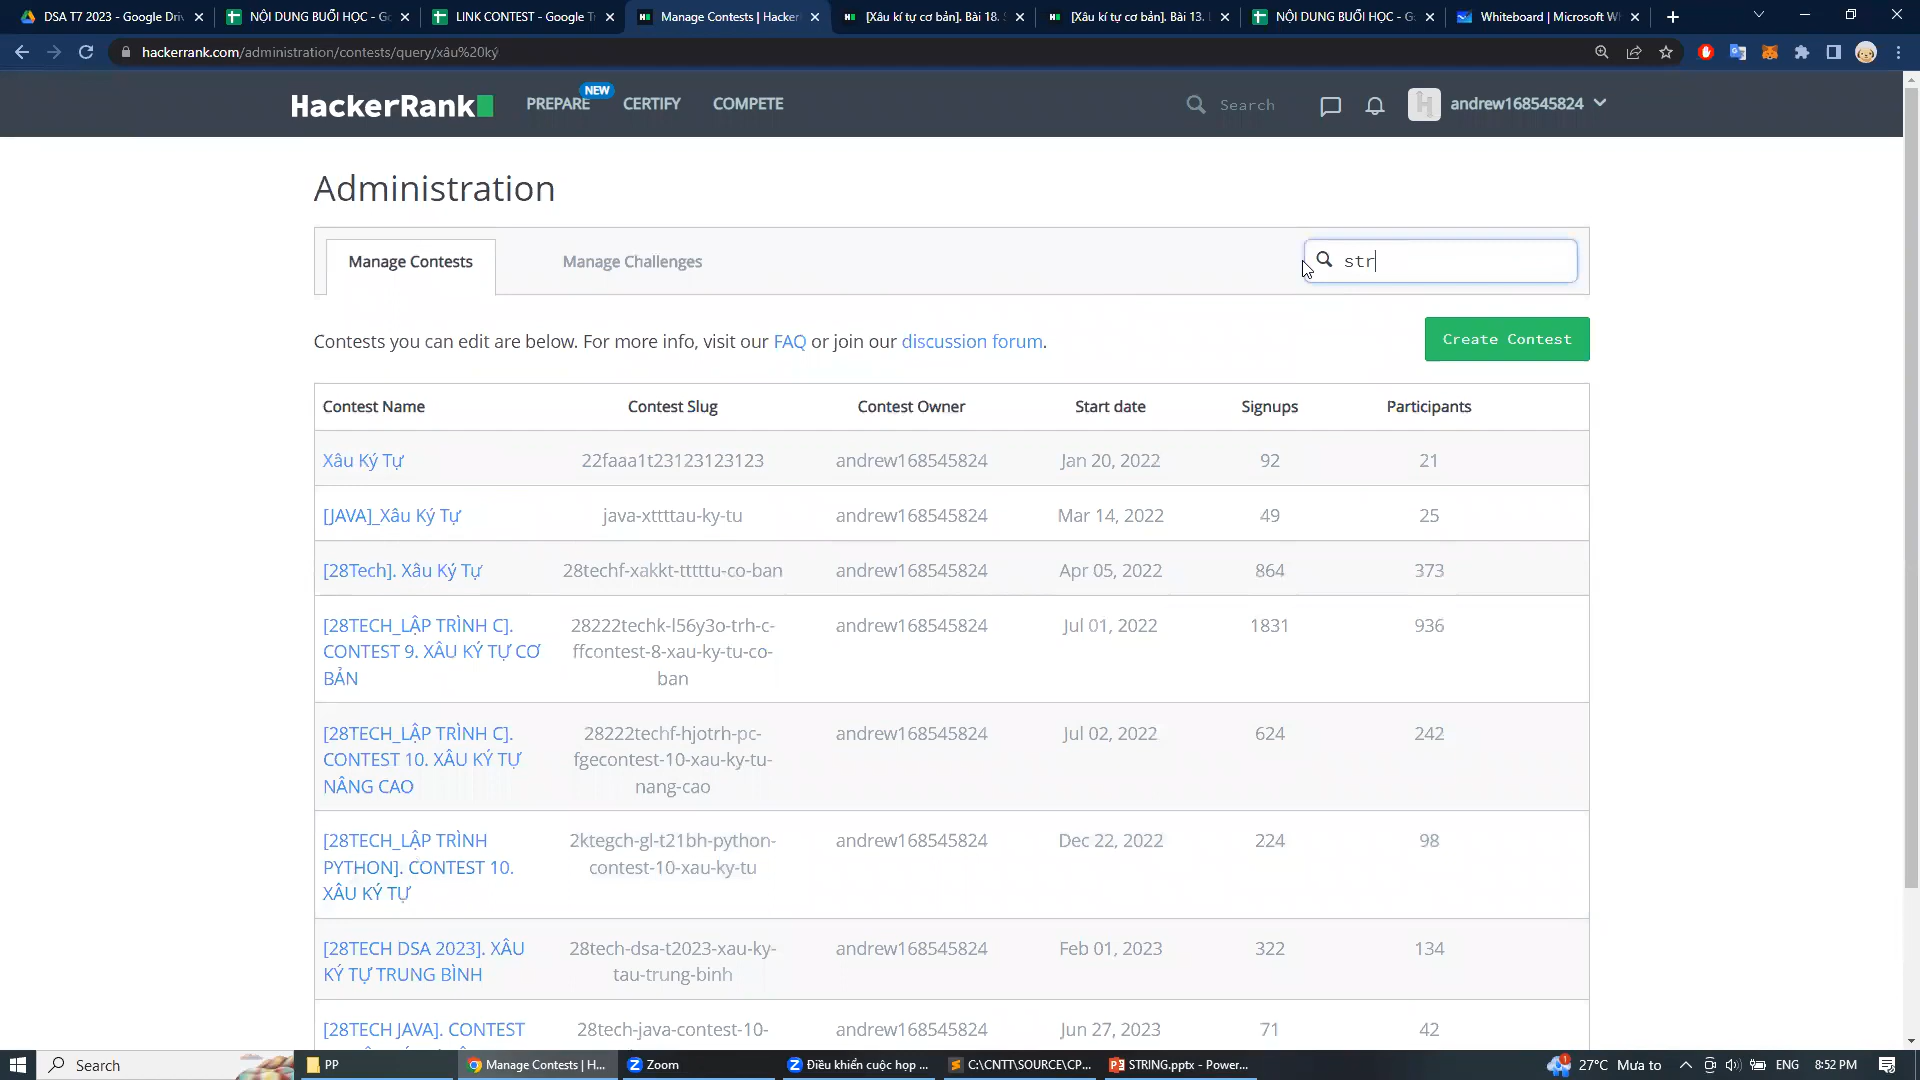 DSA T7 2023 - Google Driv
NỘI DUNG BUỔI HỌC - Go
LINK CONTEST - Google T
Manage Contests | Hacker
[Xâu kí tự cơ bản]. Bài 18.
[Xâu kí tự cơ bản]. Bài 13.
NỘI DUNG BUỔI HỌC - G
Whiteboard | Microsoft W
hackerrank.com/administration/contests/query/xâu%20ký
HackerRank
PREPARE
NEW
CERTIFY
COMPETE
Search
andrew168545824
Administration
Manage Contests
Manage Challenges
str
Contests you can edit are below. For more info, visit our FAQ or join our discussion forum.
Create Contest
Contest Name Contest Slug Contest Owner Start date Signups Participants
Xâu Ký Tự 22faaa1t23123123123 andrew168545824 Jan 20, 2022 92 21
[JAVA]_Xâu Ký Tự java-xttttau-ky-tu andrew168545824 Mar 14, 2022 49 25
[28Tech]. Xâu Ký Tự 28techf-xakkt-tttttu-co-ban andrew168545824 Apr 05, 2022 864 373
[28TECH_LẬP TRÌNH C]. 28222techk-l56y3o-trh-c- andrew168545824 Jul 01, 2022 1831 936
CONTEST 9. XÂU KÝ TỰ CƠ ffcontest-8-xau-ky-tu-co-
BẢN ban
[28TECH_LẬP TRÌNH C]. 28222techf-hjotrh-pc- andrew168545824 Jul 02, 2022 624 242
CONTEST 10. XÂU KÝ TỰ fgecontest-10-xau-ky-tu-
NÂNG CAO nang-cao
[28TECH_LẬP TRÌNH 2ktegch-gl-t21bh-python- andrew168545824 Dec 22, 2022 224 98
PYTHON]. CONTEST 10. contest-10-xau-ky-tu
XÂU KÝ TỰ
[28TECH DSA 2023]. XÂU 28tech-dsa-t2023-xau-ky- andrew168545824 Feb 01, 2023 322 134
KÝ TỰ TRUNG BÌNH tau-trung-binh
[28TECH JAVA]. CONTEST 28tech-java-contest-10- andrew168545824 Jun 27, 2023 71 42
Search
PP
Manage Contests | H...
Zoom
Điều khiển cuộc họp ...
C:\CNTT\SOURCE\CP...
STRING.pptx - Power...
1
27°C Mưa to
ENG
8:52 PM